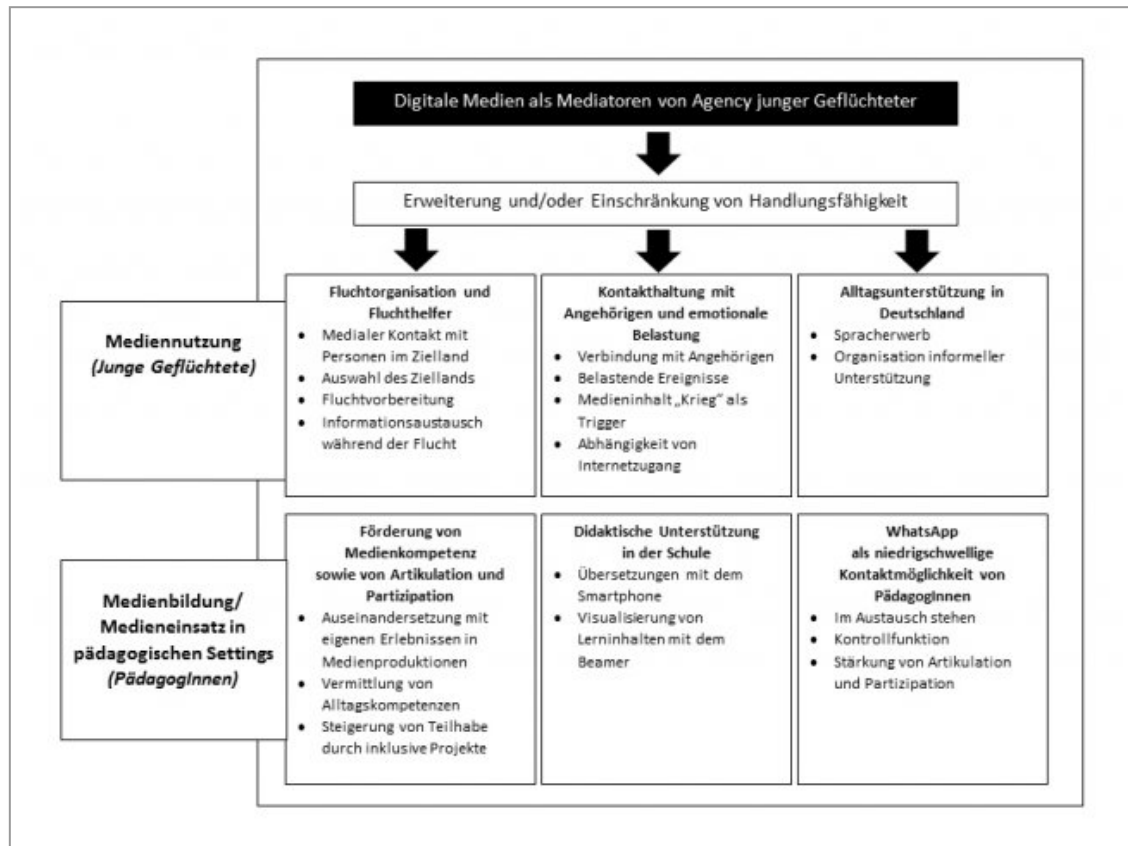 Digitale Medien als Mediatoren von Agency junger Geflüchteter
Erweiterung und/oder Einschränkung von Handlungsfähigkeit
Mediennutzung
(Junge Geflüchtete)
Fluchtorganisation und
Fluchthelfer
• Medialer Kontakt mit
Personen im Zielland
• Auswahl des Ziellands
• Fluchtvorbereitung
• Informationsaustausch
während der Flucht
Kontakthaltung mit
Angehörigen und emotionale
Belastung
• Verbindung mit Angehörigen
• Belastende Ereignisse
• Medieninhalt „Krieg“ als
Trigger
• Abhängigkeit von
Internetzugang
Alltagsunterstützung in
Deutschland
• Spracherwerb
• Organisation informeller
Unterstützung
Medienbildung/
Medieneinsatz in
pädagogischen Settings
(PädagogInnen)
Förderung von
Medienkompetenz
sowie von Artikulation und
Partizipation
• Auseinandersetzung mit
eigenen Erlebnissen in
Medienproduktionen
• Vermittlung von
Alltagskompetenzen
• Steigerung von Teilhabe
durch inklusive Projekte
Didaktische Unterstützung
in der Schule
• Übersetzungen mit dem
Smartphone
• Visualisierung von
Lerninhalten mit dem
Beamer
WhatsApp
als niedrigschwellige
Kontaktmöglichkeit von
PädagogInnen
• Im Austausch stehen
• Kontrollfunktion
• Stärkung von Artikulation
und Partizipation